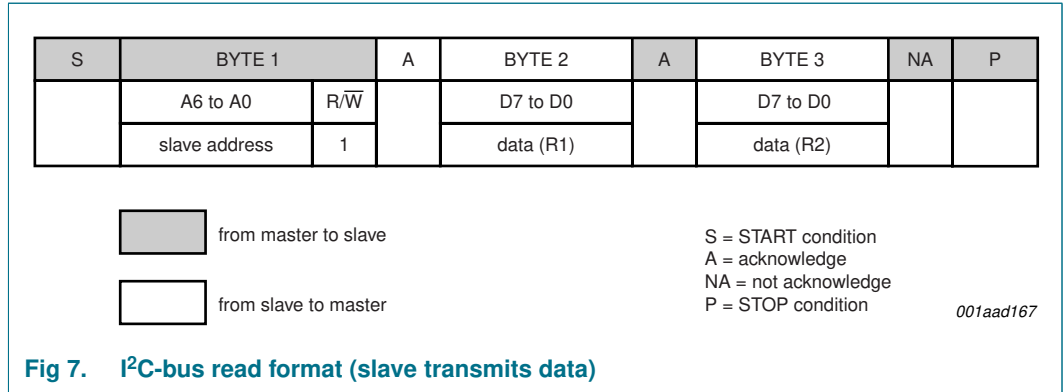 S BYTE 1 A BYTE 2 A BYTE 3 NA P
A6 to A0 R/W̅ D7 to D0 D7 to D0
slave address 1 data (R1) data (R2)
from master to slave
from slave to master
S = START condition
A = acknowledge
NA = not acknowledge
P = STOP condition
001aad167
Fig 7. I²C-bus read format (slave transmits data)